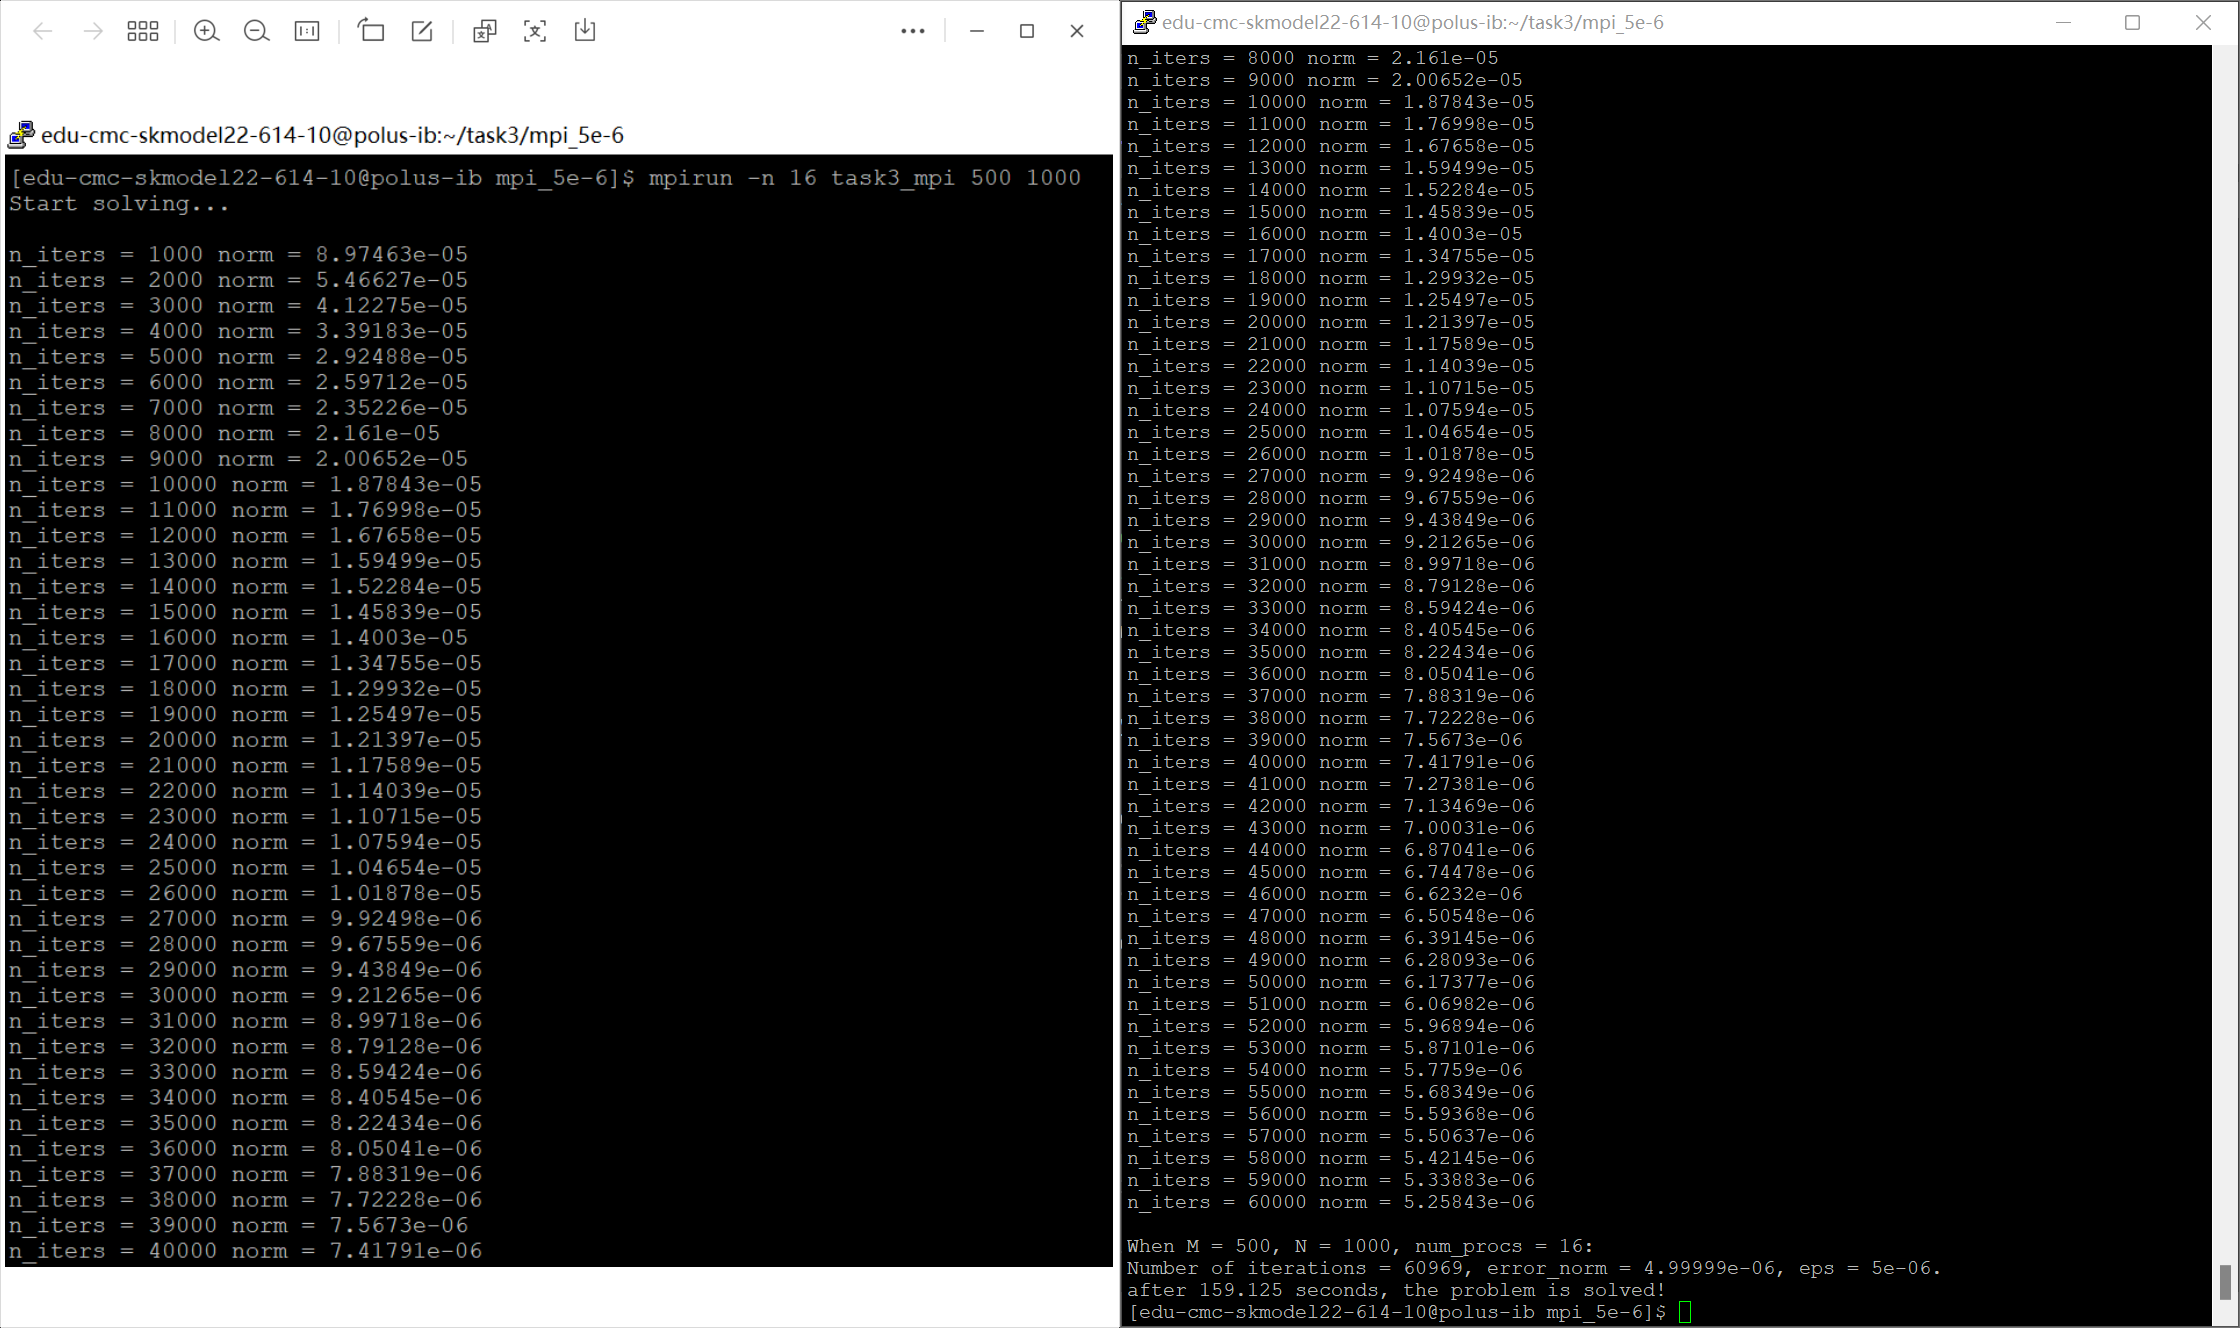 edu-cmc-skmodel22-614-10@polus-ib:~/task3/mpi_5e-6
[edu-cmc-skmodel22-614-10@polus-ib mpi_5e-6]$ mpirun -n 16 task3_mpi 500 1000
Start solving...
n_iters = 1000 norm = 8.97463e-05
n_iters = 2000 norm = 5.46627e-05
n_iters = 3000 norm = 4.12275e-05
n_iters = 4000 norm = 3.39183e-05
n_iters = 5000 norm = 2.92488e-05
n_iters = 6000 norm = 2.59712e-05
n_iters = 7000 norm = 2.35226e-05
n_iters = 8000 norm = 2.161e-05
n_iters = 9000 norm = 2.00652e-05
n_iters = 10000 norm = 1.87843e-05
n_iters = 11000 norm = 1.76998e-05
n_iters = 12000 norm = 1.67658e-05
n_iters = 13000 norm = 1.59499e-05
n_iters = 14000 norm = 1.52284e-05
n_iters = 15000 norm = 1.45839e-05
n_iters = 16000 norm = 1.4003e-05
n_iters = 17000 norm = 1.34755e-05
n_iters = 18000 norm = 1.29932e-05
n_iters = 19000 norm = 1.25497e-05
n_iters = 20000 norm = 1.21397e-05
n_iters = 21000 norm = 1.17589e-05
n_iters = 22000 norm = 1.14039e-05
n_iters = 23000 norm = 1.10715e-05
n_iters = 24000 norm = 1.07594e-05
n_iters = 25000 norm = 1.04654e-05
n_iters = 26000 norm = 1.01878e-05
n_iters = 27000 norm = 9.92498e-06
n_iters = 28000 norm = 9.67559e-06
n_iters = 29000 norm = 9.43849e-06
n_iters = 30000 norm = 9.21265e-06
n_iters = 31000 norm = 8.99718e-06
n_iters = 32000 norm = 8.79128e-06
n_iters = 33000 norm = 8.59424e-06
n_iters = 34000 norm = 8.40545e-06
n_iters = 35000 norm = 8.22434e-06
n_iters = 36000 norm = 8.05041e-06
n_iters = 37000 norm = 7.88319e-06
n_iters = 38000 norm = 7.72228e-06
n_iters = 39000 norm = 7.5673e-06
n_iters = 40000 norm = 7.41791e-06
edu-cmc-skmodel22-614-10@polus-ib:~/task3/mpi_5e-6
n_iters = 8000 norm = 2.161e-05
n_iters = 9000 norm = 2.00652e-05
n_iters = 10000 norm = 1.87843e-05
n_iters = 11000 norm = 1.76998e-05
n_iters = 12000 norm = 1.67658e-05
n_iters = 13000 norm = 1.59499e-05
n_iters = 14000 norm = 1.52284e-05
n_iters = 15000 norm = 1.45839e-05
n_iters = 16000 norm = 1.4003e-05
n_iters = 17000 norm = 1.34755e-05
n_iters = 18000 norm = 1.29932e-05
n_iters = 19000 norm = 1.25497e-05
n_iters = 20000 norm = 1.21397e-05
n_iters = 21000 norm = 1.17589e-05
n_iters = 22000 norm = 1.14039e-05
n_iters = 23000 norm = 1.10715e-05
n_iters = 24000 norm = 1.07594e-05
n_iters = 25000 norm = 1.04654e-05
n_iters = 26000 norm = 1.01878e-05
n_iters = 27000 norm = 9.92498e-06
n_iters = 28000 norm = 9.67559e-06
n_iters = 29000 norm = 9.43849e-06
n_iters = 30000 norm = 9.21265e-06
n_iters = 31000 norm = 8.99718e-06
n_iters = 32000 norm = 8.79128e-06
n_iters = 33000 norm = 8.59424e-06
n_iters = 34000 norm = 8.40545e-06
n_iters = 35000 norm = 8.22434e-06
n_iters = 36000 norm = 8.05041e-06
n_iters = 37000 norm = 7.88319e-06
n_iters = 38000 norm = 7.72228e-06
n_iters = 39000 norm = 7.5673e-06
n_iters = 40000 norm = 7.41791e-06
n_iters = 41000 norm = 7.27381e-06
n_iters = 42000 norm = 7.13469e-06
n_iters = 43000 norm = 7.00031e-06
n_iters = 44000 norm = 6.87041e-06
n_iters = 45000 norm = 6.74478e-06
n_iters = 46000 norm = 6.6232e-06
n_iters = 47000 norm = 6.50548e-06
n_iters = 48000 norm = 6.39145e-06
n_iters = 49000 norm = 6.28093e-06
n_iters = 50000 norm = 6.17377e-06
n_iters = 51000 norm = 6.06982e-06
n_iters = 52000 norm = 5.96894e-06
n_iters = 53000 norm = 5.87101e-06
n_iters = 54000 norm = 5.7759e-06
n_iters = 55000 norm = 5.68349e-06
n_iters = 56000 norm = 5.59368e-06
n_iters = 57000 norm = 5.50637e-06
n_iters = 58000 norm = 5.42145e-06
n_iters = 59000 norm = 5.33883e-06
n_iters = 60000 norm = 5.25843e-06
When M = 500, N = 1000, num_procs = 16:
Number of iterations = 60969, error_norm = 4.99999e-06, eps = 5e-06.
after 159.125 seconds, the problem is solved!
[edu-cmc-skmodel22-614-10@polus-ib mpi_5e-6]$